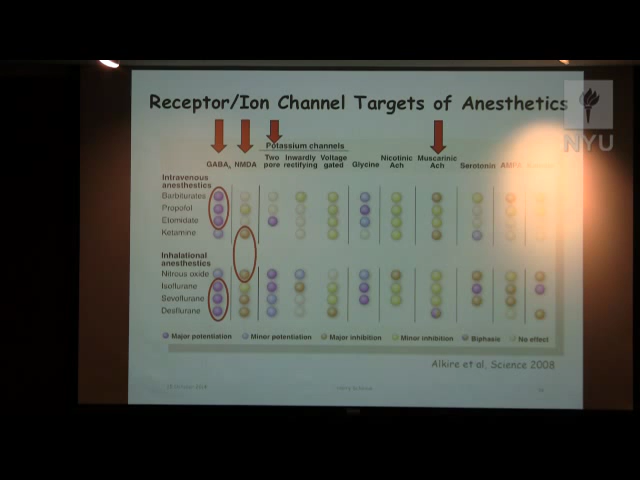 Receptor/Ion Channel Targets of Anesthetics
NYU
Potassium channels
GABA A NMDA Two pore Inwardly rectifying Voltage gated Glycine Nicotinic Ach Muscarinic Ach Serotonin AMPA
Intravenous anesthetics
Barbiturates
Propofol
Etomidate
Ketamine
Inhalational anesthetics
Nitrous oxide
Isoflurane
Sevoflurane
Desflurane
Major potentiation Minor potentiation Major inhibition Minor inhibition Biphasic No effect
Alkire et al, Science 2008